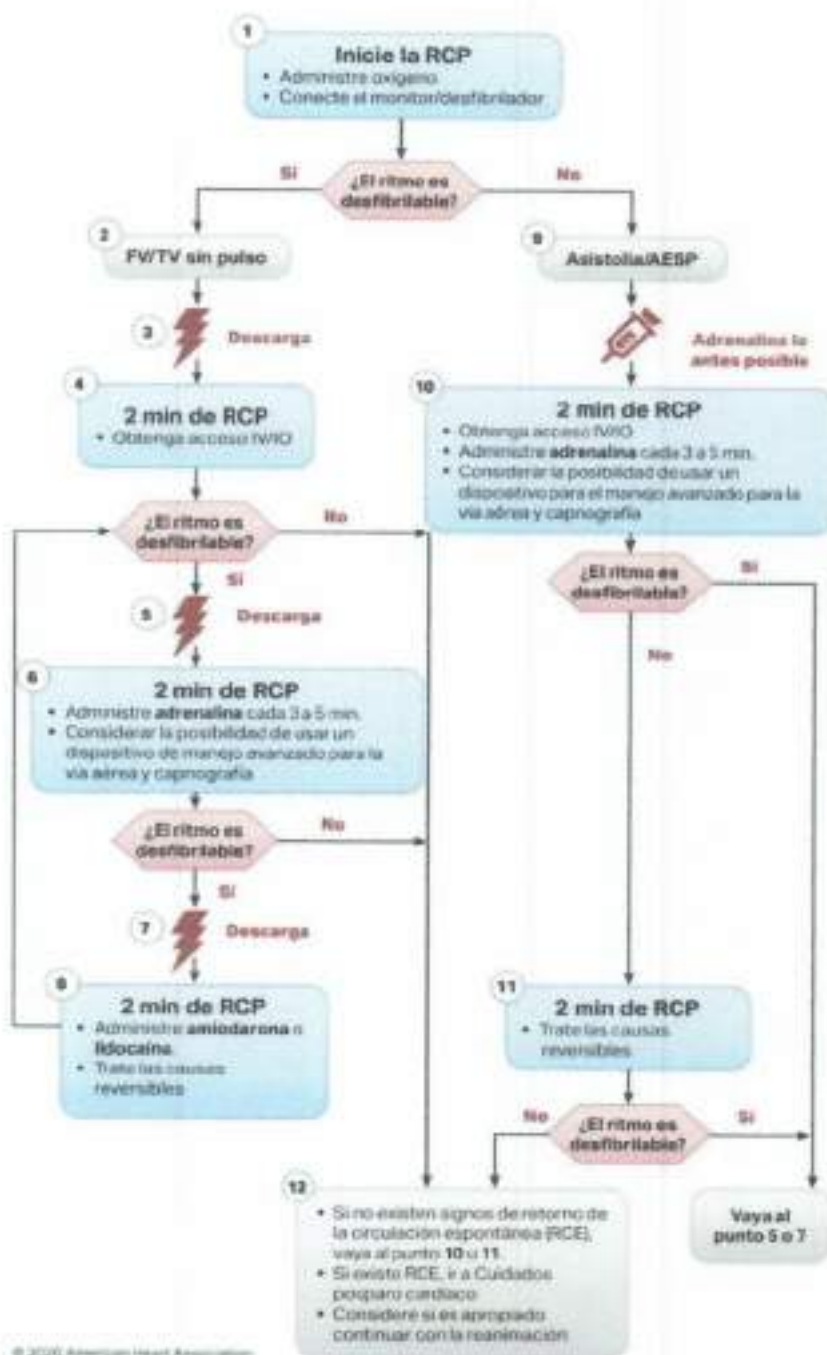 1
Inicie la RCP
• Administre oxígeno
• Conecte el monitor/desfibrilador
Sí
¿El ritmo es
desfibrilable?
No
2
FV/TV sin pulso
9
Asistolia/AESP
3
Descarga
Adrenalina lo
antes posible
4
2 min de RCP
• Obtenga acceso IV/IO
10
2 min de RCP
• Obtenga acceso IV/IO
• Administre adrenalina cada 3 a 5 min.
• Considerar la posibilidad de usar un
dispositivo para el manejo avanzado para la
vía aérea y capnografía
¿El ritmo es
desfibrilable?
No
Sí
¿El ritmo es
desfibrilable?
Sí
No
5
Descarga
6
2 min de RCP
• Administre adrenalina cada 3 a 5 min.
• Considerar la posibilidad de usar un
dispositivo de manejo avanzado para la
vía aérea y capnografía
¿El ritmo es
desfibrilable?
No
Sí
7
Descarga
8
2 min de RCP
• Administre amiodarona o
lidocaína.
• Trate las causas
reversibles
11
2 min de RCP
• Trate las causas
reversibles
No
¿El ritmo es
desfibrilable?
Sí
12
• Si no existen signos de retorno de
la circulación espontánea (RCE),
vaya al punto 10 u 11
• Si existe RCE, ir a Cuidados
posparo cardíaco
• Considere si es apropiado
continuar con la reanimación
Vaya al
punto 5 o 7
© 2020 American Heart Association